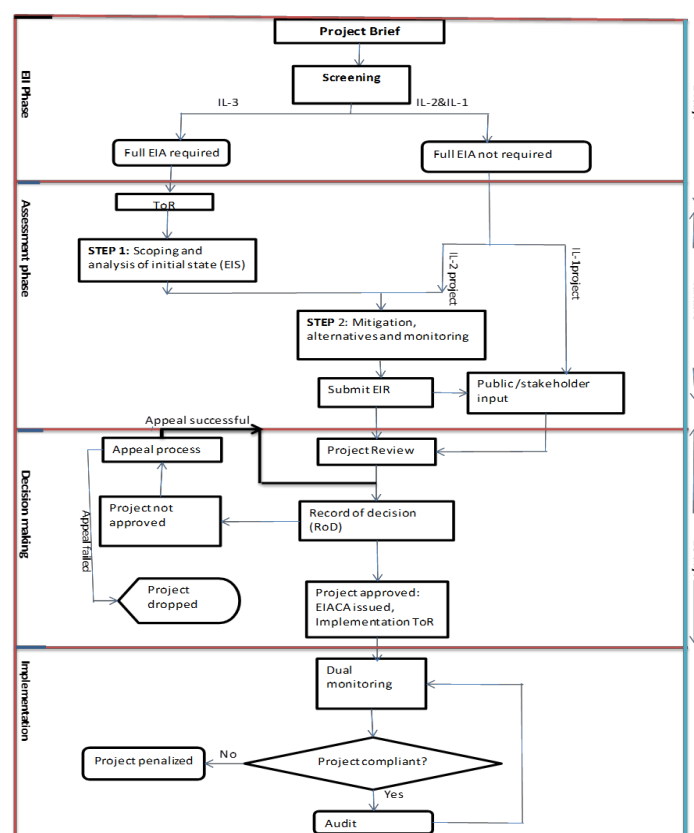 Project Brief
EII Phase
Screening
IL-3
IL-2&IL-1
Full EIA required
Full EIA not required
Assessment phase
ToR
STEP 1: Scoping and
analysis of initial state (EIS)
IL-2 project
IL-1project
STEP 2: Mitigation,
alternatives and monitoring
Submit EIR
Public /stakeholder
input
Appeal successful
Decision making
Appeal process
Project Review
Appeal failed
Project not
approved
Record of decision
(RoD)
Project
dropped
Project approved:
EIACA issued,
Implementation ToR
Implementation
Dual
monitoring
Project penalized
No
Project compliant?
Yes
Audit